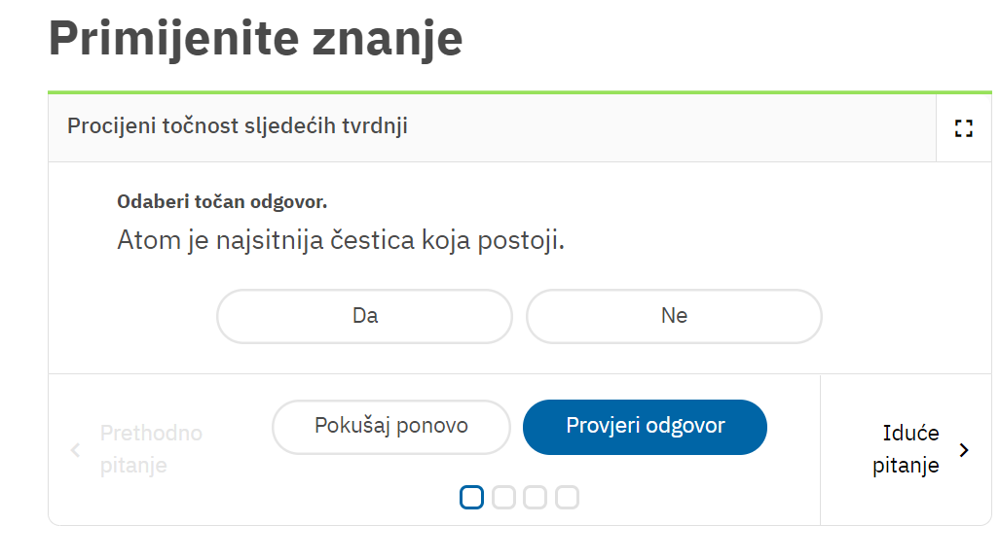 Primijenite znanje
Procijeni točnost sljedećih tvrdnji
Odaberi točan odgovor.
Atom je najsitnija čestica koja postoji.
Da
Ne
Prethodno
pitanje
Pokušaj ponovo
Provjeri odgovor
Iduće
pitanje